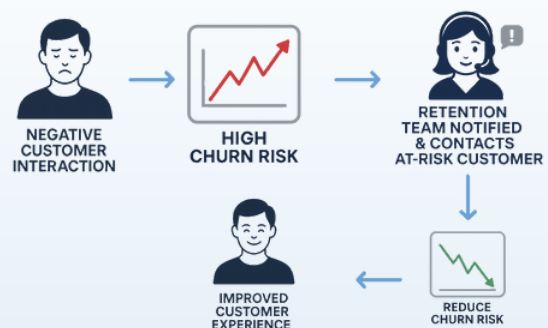 NEGATIVE
CUSTOMER
INTERACTION
HIGH
CHURN RISK
!
RETENTION
TEAM NOTIFIED
& CONTACTS
AT-RISK CUSTOMER
REDUCE
CHURN RISK
IMPROVED
CUSTOMER
EXPERIENCE